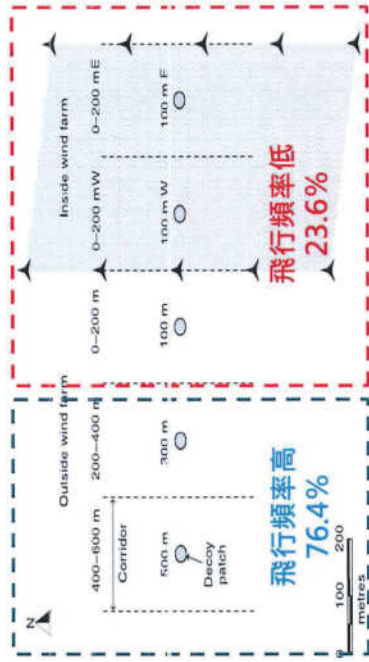 N
Outside wind farm
Inside wind farm
400–600 m 200–400 m 0–200 m 0–200 mW 0–200 mE
Corridor
500 m 300 m 100 m 100 m W 100 m E
Decoy
patch
飛行頻率高
76.4%
飛行頻率低
23.6%
0 100 200
metres